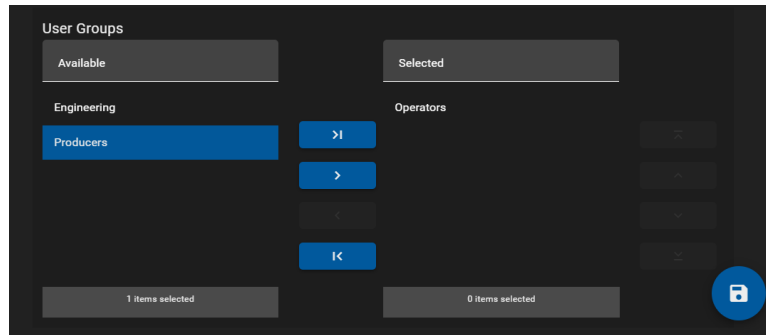 User Groups
Available
Selected
Engineering
Operators
Producers
1 items selected
0 items selected